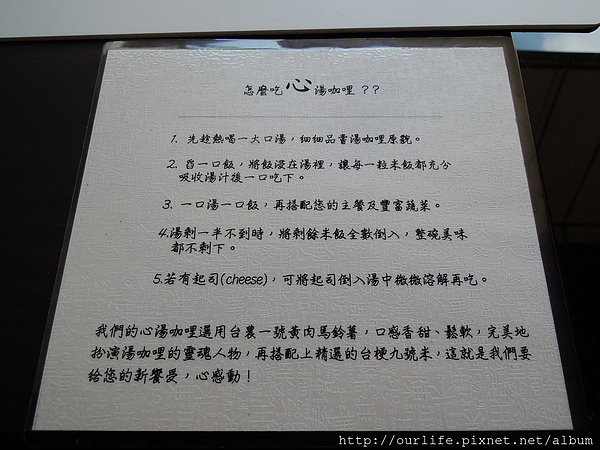 怎麼吃心湯咖哩??
1. 先趁熱喝一大口湯，細細品嘗湯咖哩原貌。
2. 舀一口飯，將飯浸在湯裡，讓每一粒米飯都充分
吸收湯汁後一口吃下。
3. 一口湯一口飯，再搭配您的主餐及豐富蔬菜。
4.湯剩一半不到時，將剩餘米飯全數倒入，整碗美味
都不剩下。
5.若有起司(cheese)，可將起司倒入湯中微微溶解再吃。
我們的心湯咖哩選用台農一號黃肉馬鈴薯，口感香甜、鬆軟，完美地
扮演湯咖哩的靈魂人物，再搭配上精選的台梗九號米，這就是我們要
給您的新饗受，心感動！
http://ourlife.pixnet.net/album